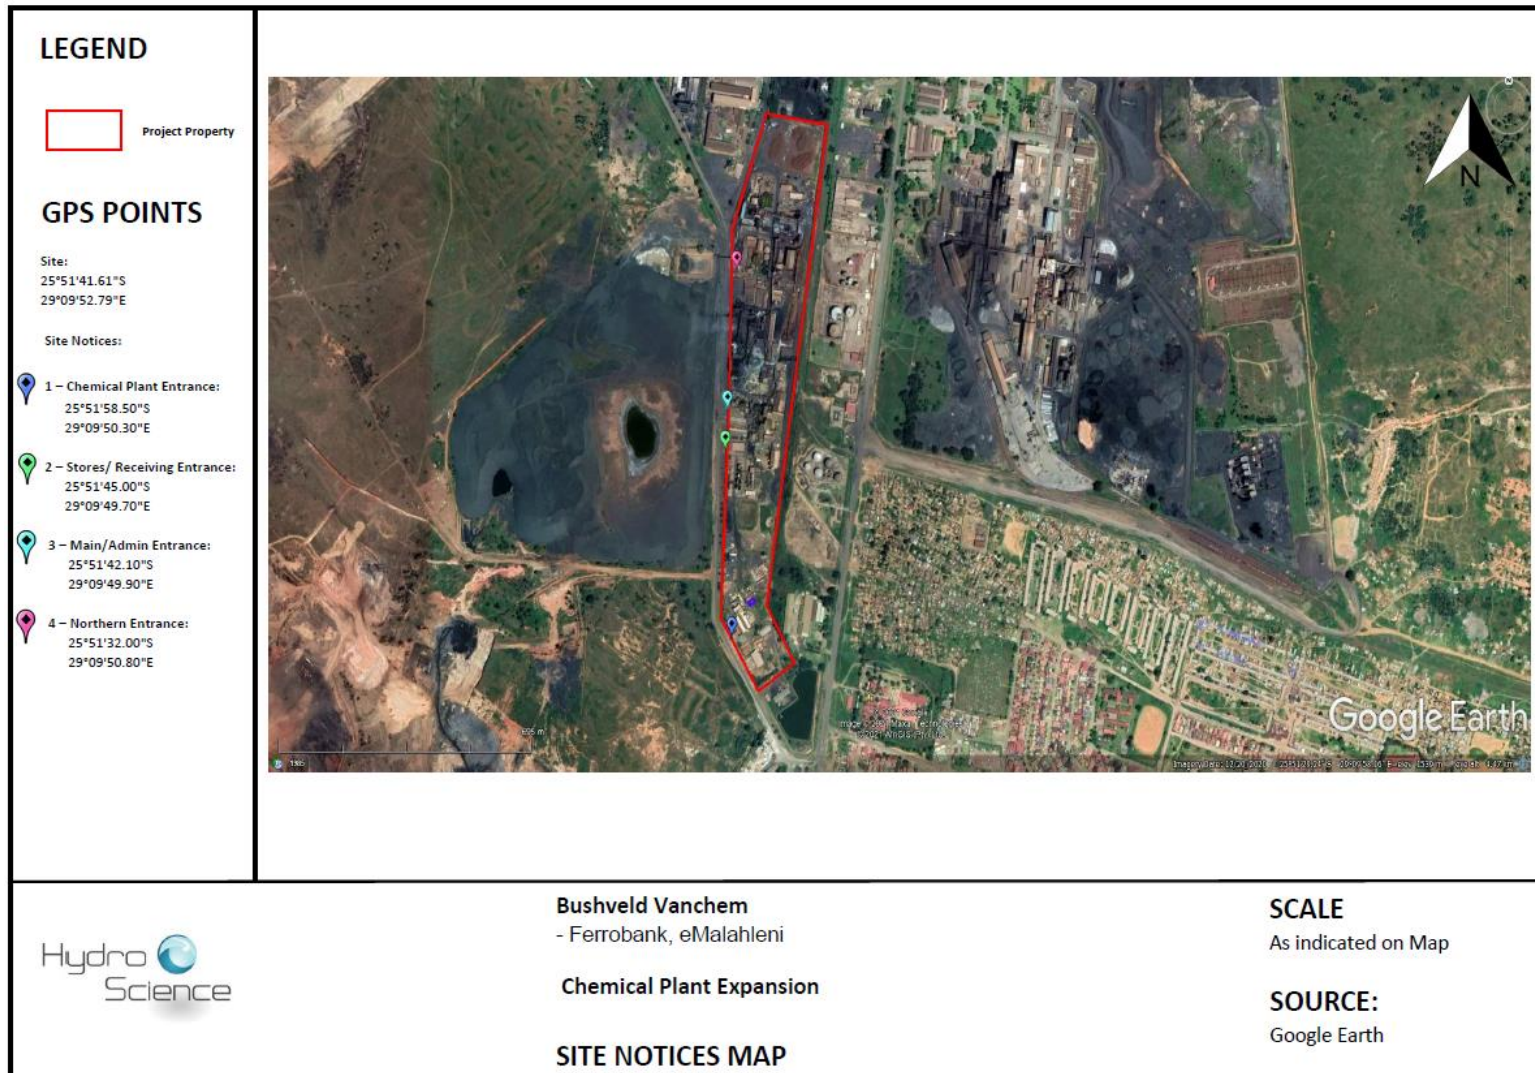 LEGEND
Project Property
GPS POINTS
Site:
25°51'41.61"S
29°09'52.79"E
Site Notices:
1 – Chemical Plant Entrance:
25°51'58.50"S
29°09'50.30"E
2 – Stores/ Receiving Entrance:
25°51'45.00"S
29°09'49.70"E
3 – Main/Admin Entrance:
25°51'42.10"S
29°09'49.90"E
4 – Northern Entrance:
25°51'32.00"S
29°09'50.80"E
N
695 m
1985
Google Earth
Hydro
Science
Bushveld Vanchem
- Ferrobank, eMalahleni
Chemical Plant Expansion
SITE NOTICES MAP
SCALE
As indicated on Map
SOURCE:
Google Earth